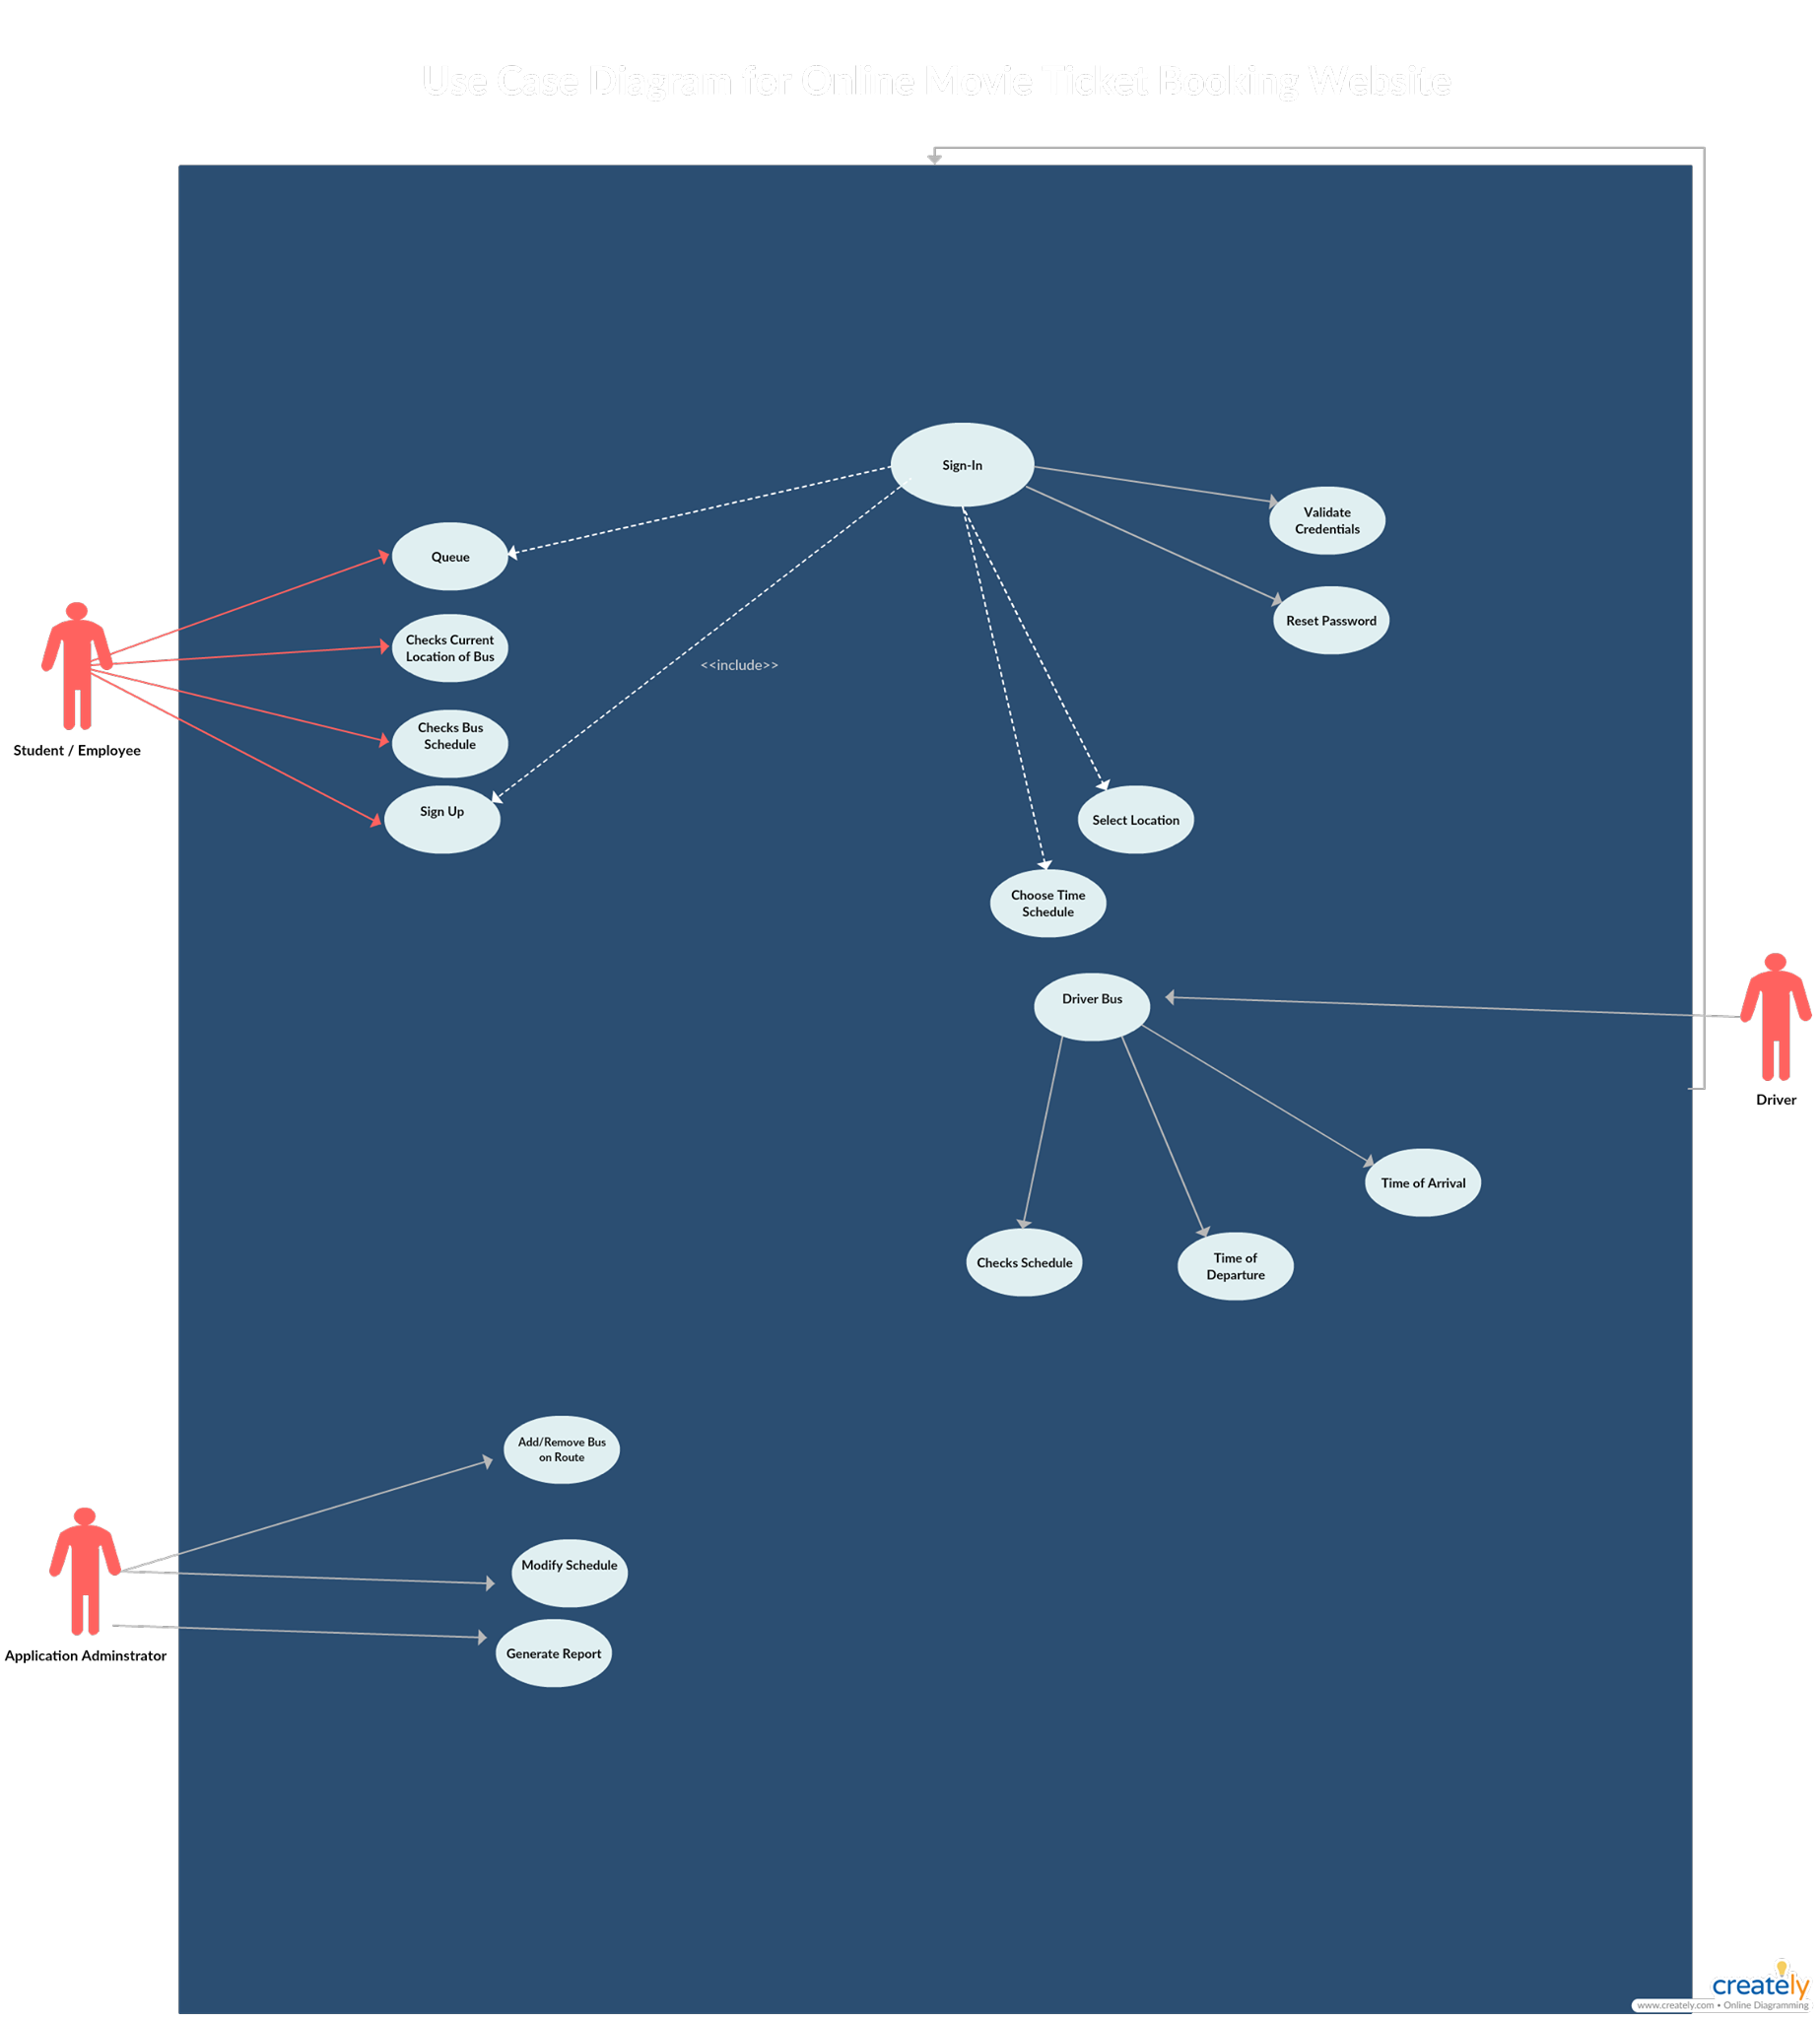 Use Case Diagram for Online Movie Ticket Booking Website
Sign-In
Validate
Credentials
Queue
Reset Password
Checks Current
Location of Bus
<<include>>
Checks Bus
Schedule
Student / Employee
Sign Up
Select Location
Choose Time
Schedule
Driver Bus
Driver
Time of Arrival
Checks Schedule
Time of
Departure
Add/Remove Bus
on Route
Modify Schedule
Generate Report
Application Adminstrator
creately
www.creately.com • Online Diagramming